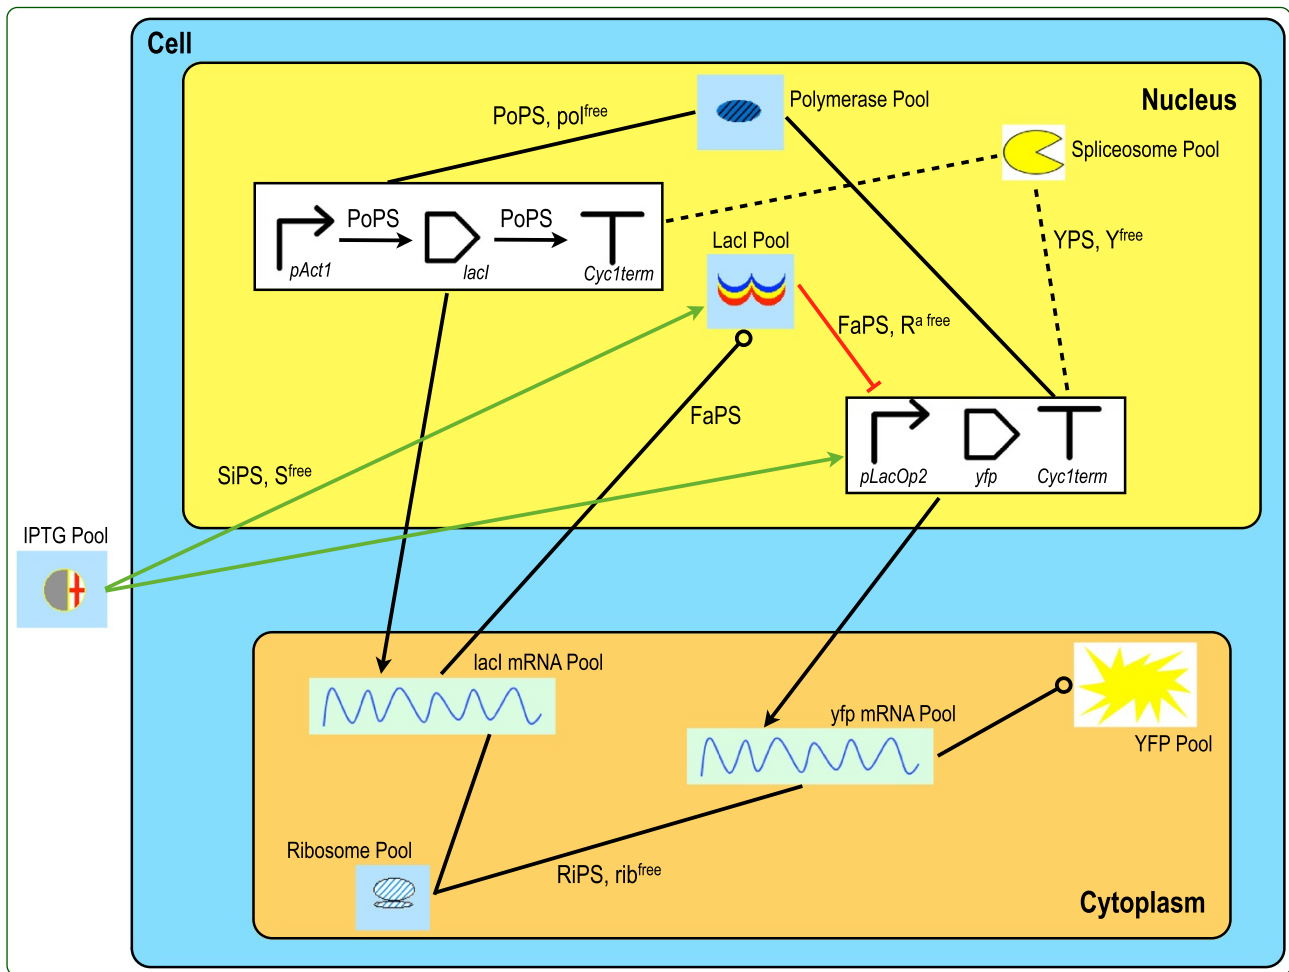 Cell
Nucleus
Polymerase Pool
PoPS, polfree
Spliceosome Pool
PoPS
PoPS
pAct1
lacI
Cyc1term
LacI Pool
YPS, Yfree
FaPS, Ra free
FaPS
SiPS, Sfree
pLacOp2
yfp
Cyc1term
IPTG Pool
lacI mRNA Pool
yfp mRNA Pool
YFP Pool
Ribosome Pool
RiPS, ribfree
Cytoplasm